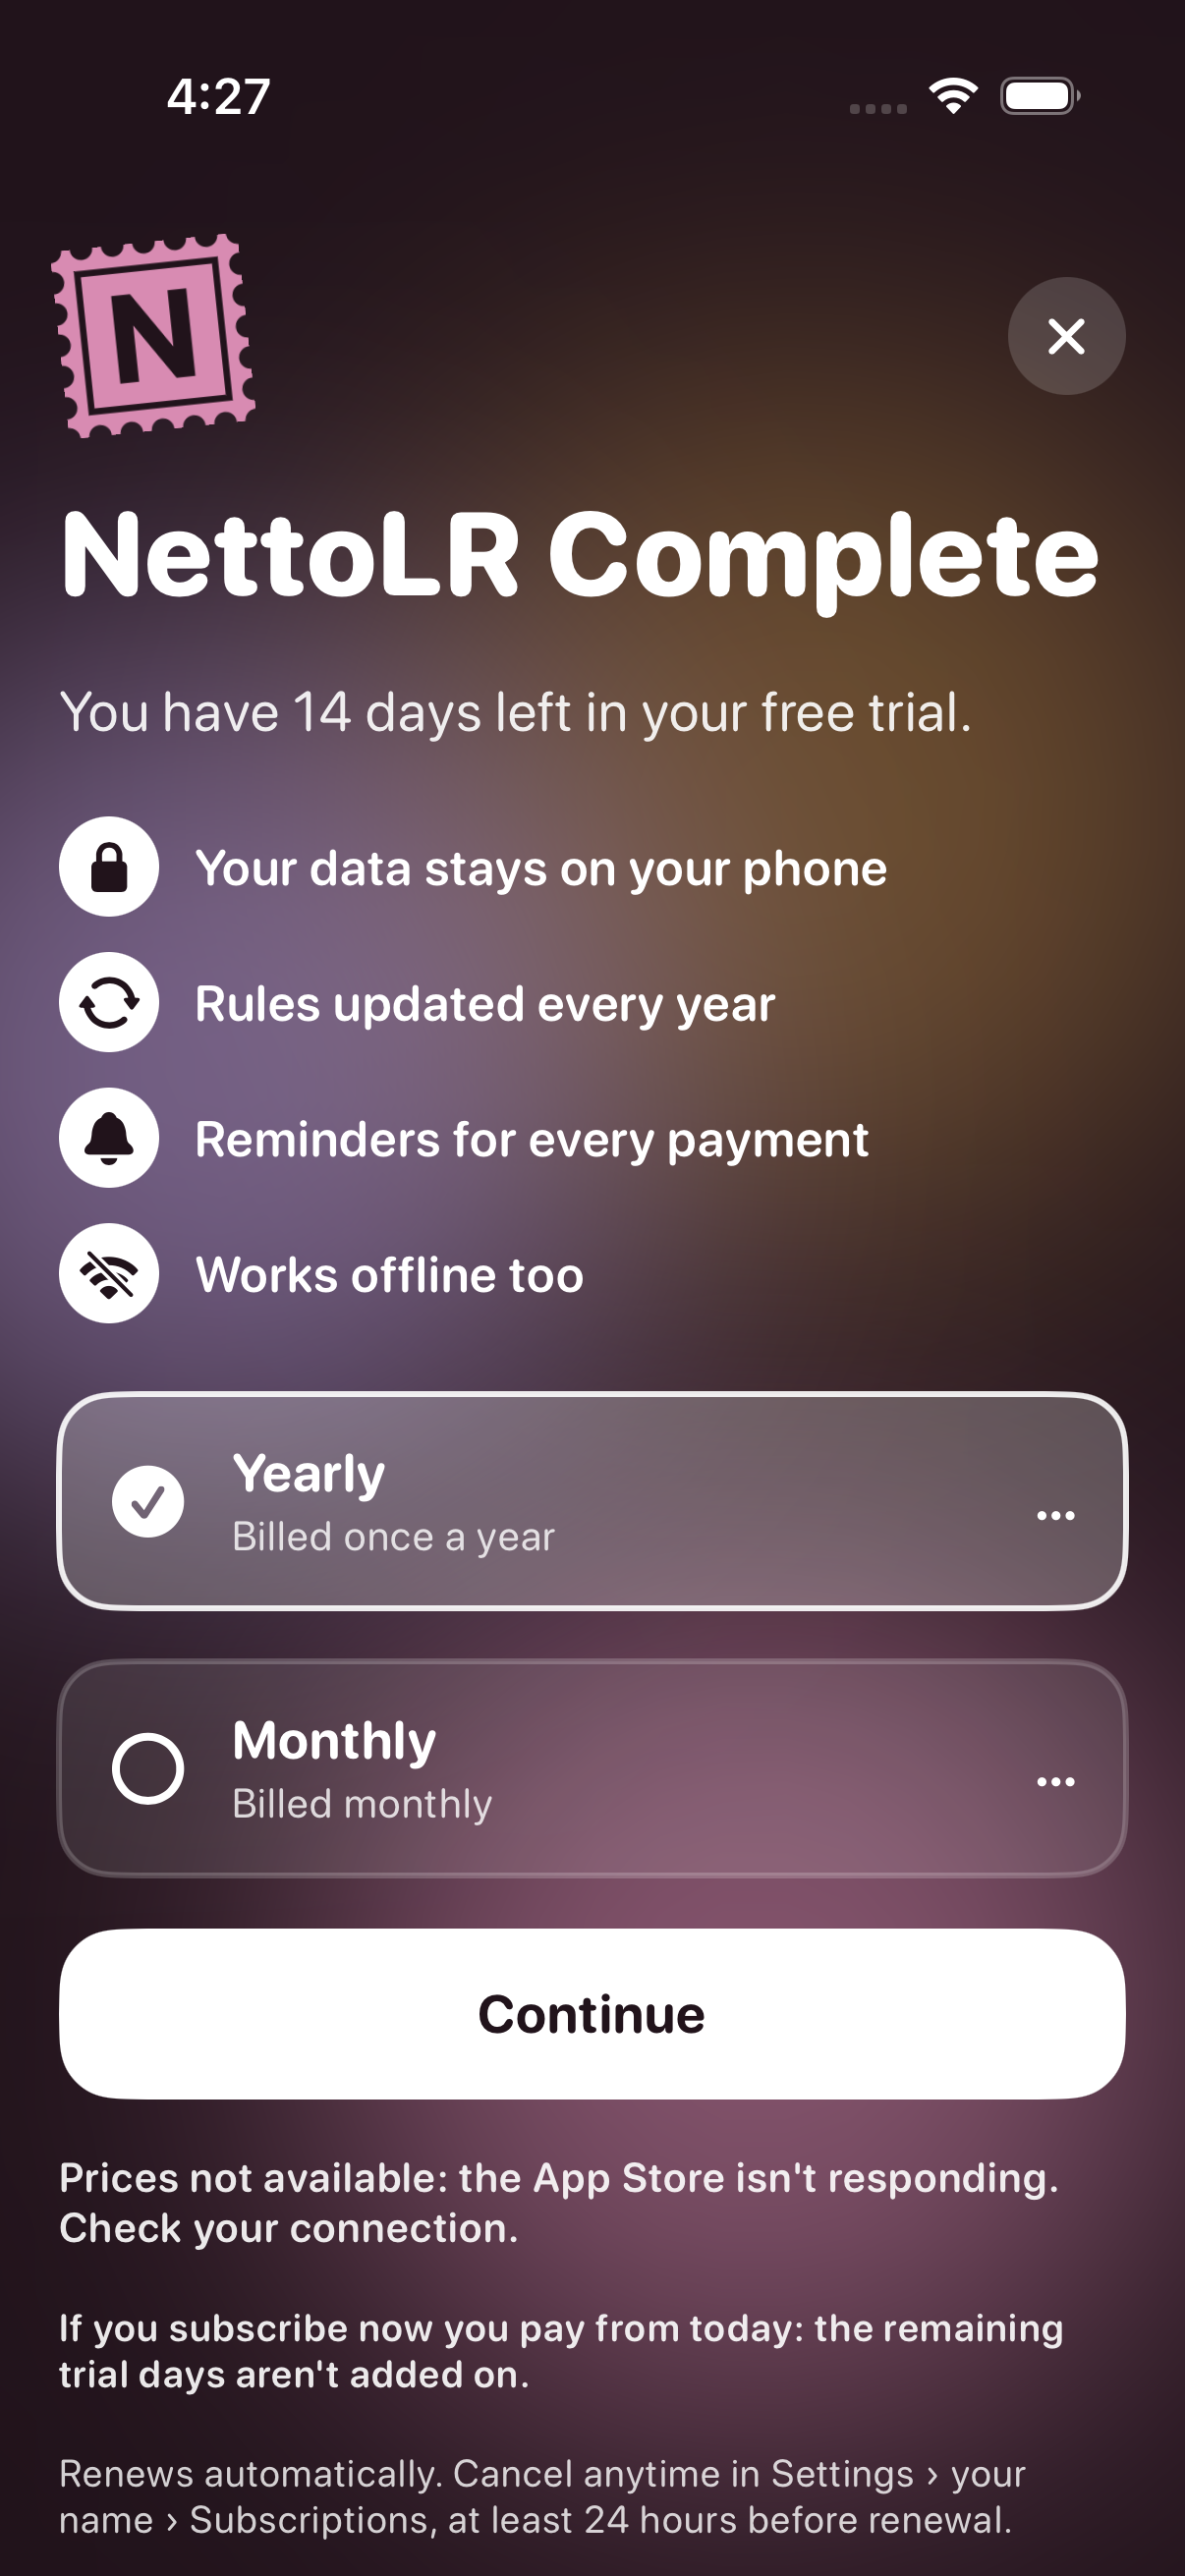 4:27
N
NettoLR Complete
You have 14 days left in your free trial.
Your data stays on your phone
Rules updated every year
Reminders for every payment
Works offline too
Yearly
Billed once a year
...
Monthly
Billed monthly
...
Continue
Prices not available: the App Store isn't responding.
Check your connection.
If you subscribe now you pay from today: the remaining
trial days aren't added on.
Renews automatically. Cancel anytime in Settings › your
name › Subscriptions, at least 24 hours before renewal.